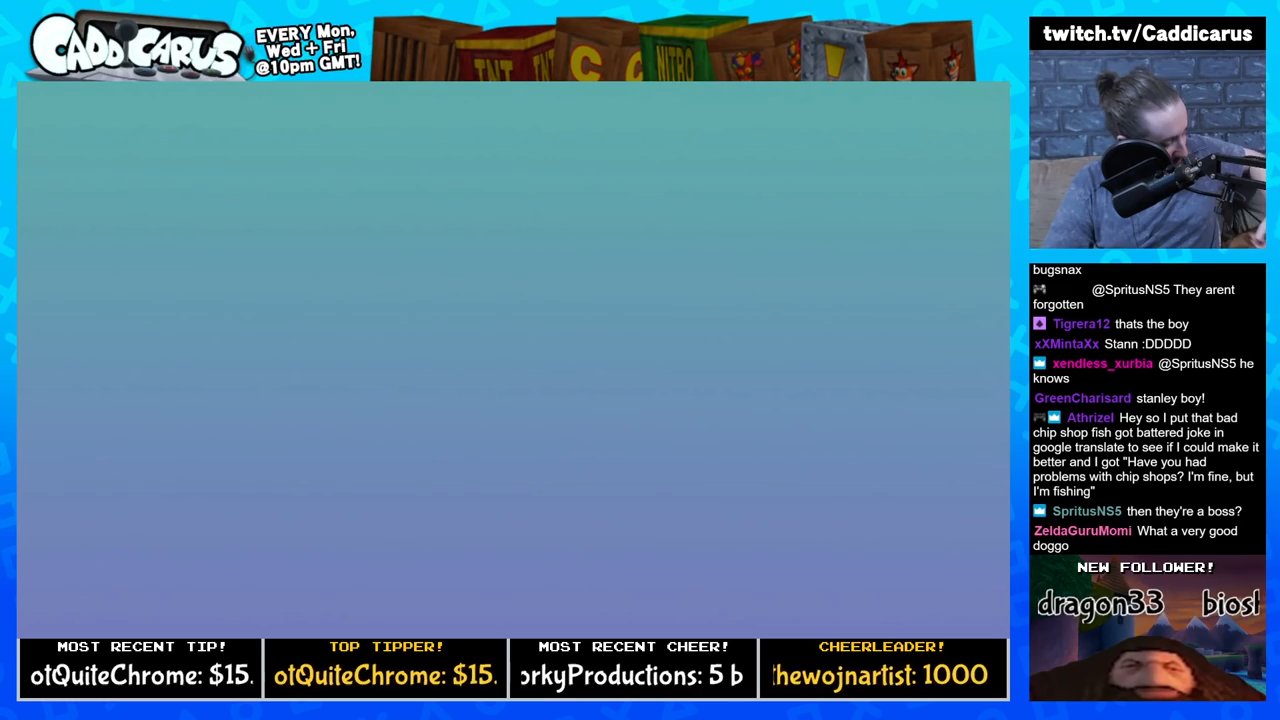 CADDICARUS
EVERY Mon,
Wed + Fri
@10pm GMT!
TNT
C
NITRO
twitch.tv/Caddicarus
bugsnax
@SpritusNS5 They arent
forgotten
Tigrera12 thats the boy
xXMintaXx Stann :DDDDD
xendless_xurbia @SpritusNS5 he
knows
GreenCharisard stanley boy!
Athrizel Hey so I put that bad
chip shop fish got battered joke in
google translate to see if I could make it
better and I got "Have you had
problems with chip shops? I'm fine, but
I'm fishing"
SpritusNS5 then they're a boss?
ZeldaGuruMomi What a very good
doggo
NEW FOLLOWER!
dragon33 biosl
MOST RECENT TIP!
otQuiteChrome: $15.
TOP TIPPER!
otQuiteChrome: $15.
MOST RECENT CHEER!
orkyProductions: 5 b
CHEERLEADER!
thewojnartist: 1000